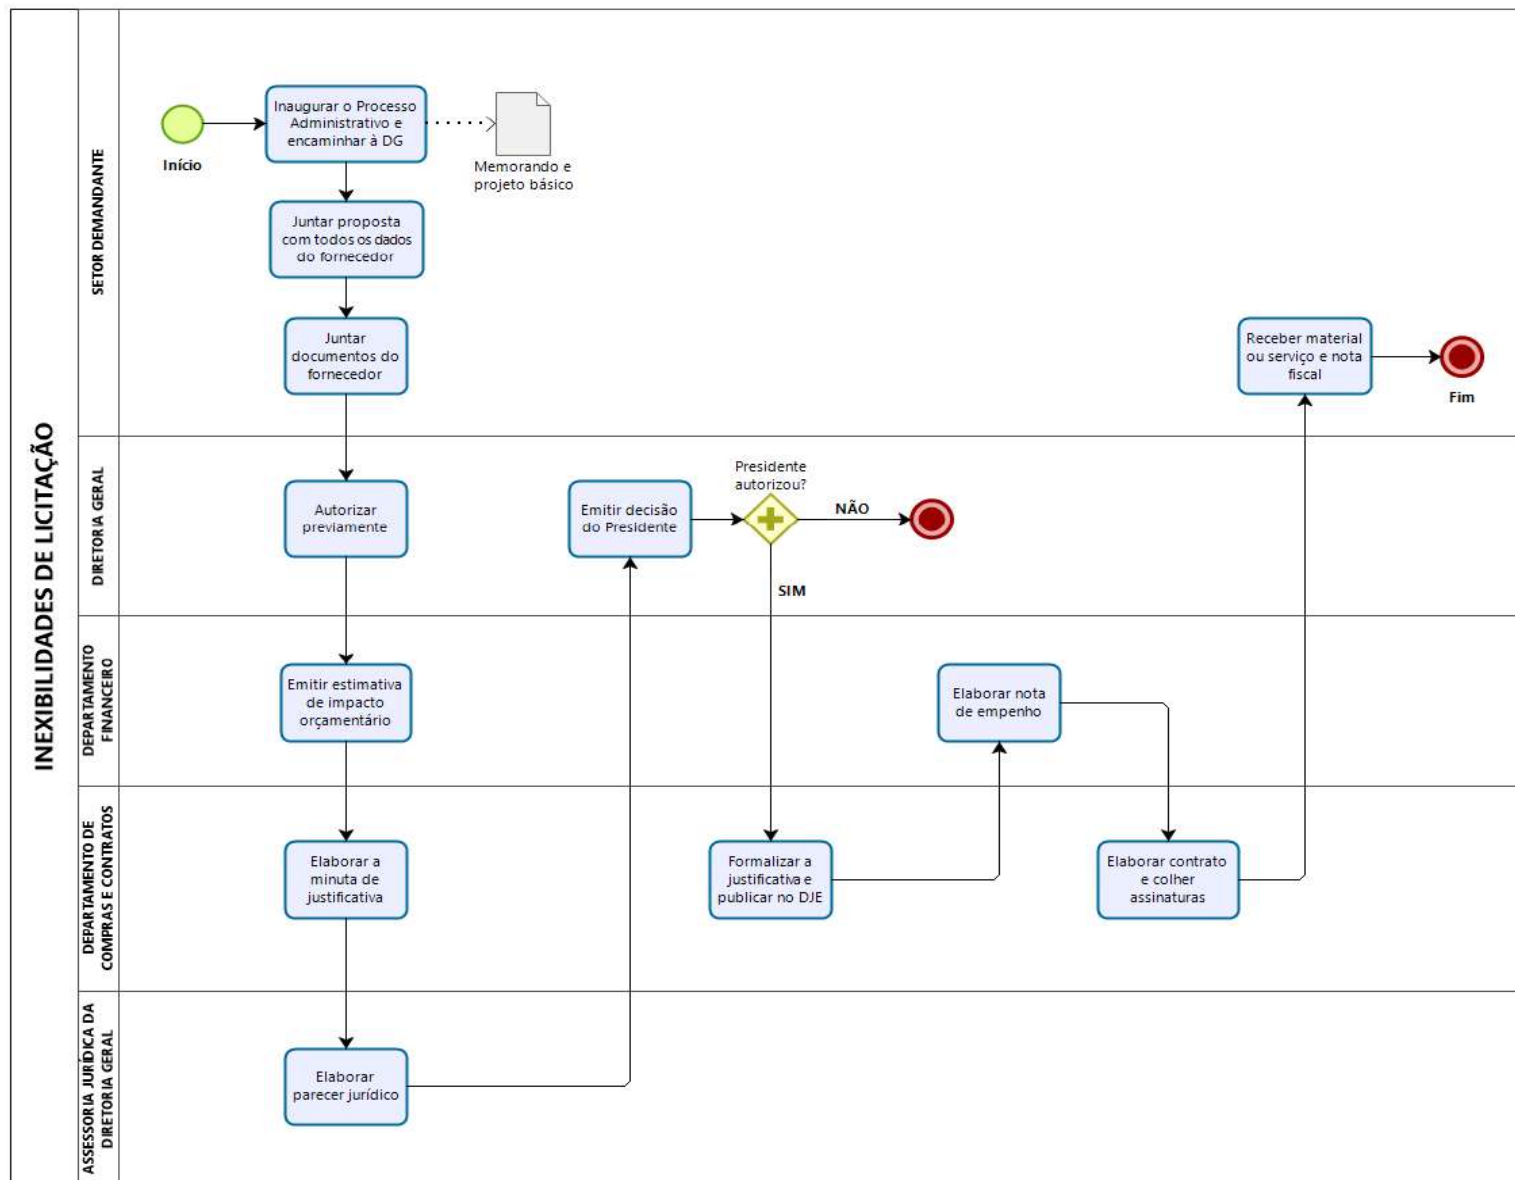 INEXIBILIDADES DE LICITAÇÃO
SETOR DEMANDANTE
Início
Inaugurar o Processo
Administrativo e
encaminhar à DG
Memorando e
projeto básico
Juntar proposta
com todos os dados
do fornecedor
Juntar
documentos do
fornecedor
Receber material
ou serviço e nota
fiscal
Fim
DIRETORIA GERAL
Autorizar
previamente
Emitir decisão
do Presidente
Presidente
autorizou?
NÃO
SIM
DEPARTAMENTO
FINANCEIRO
Emitir estimativa
de impacto
orçamentário
Elaborar nota
de empenho
DEPARTAMENTO DE
COMPRAS E CONTRATOS
Elaborar a
minuta de
justificativa
Formalizar a
justificativa e
publicar no DJE
Elaborar contrato
e colher
assinaturas
ASSESSORIA JURÍDICA DA
DIRETORIA GERAL
Elaborar
parecer jurídico